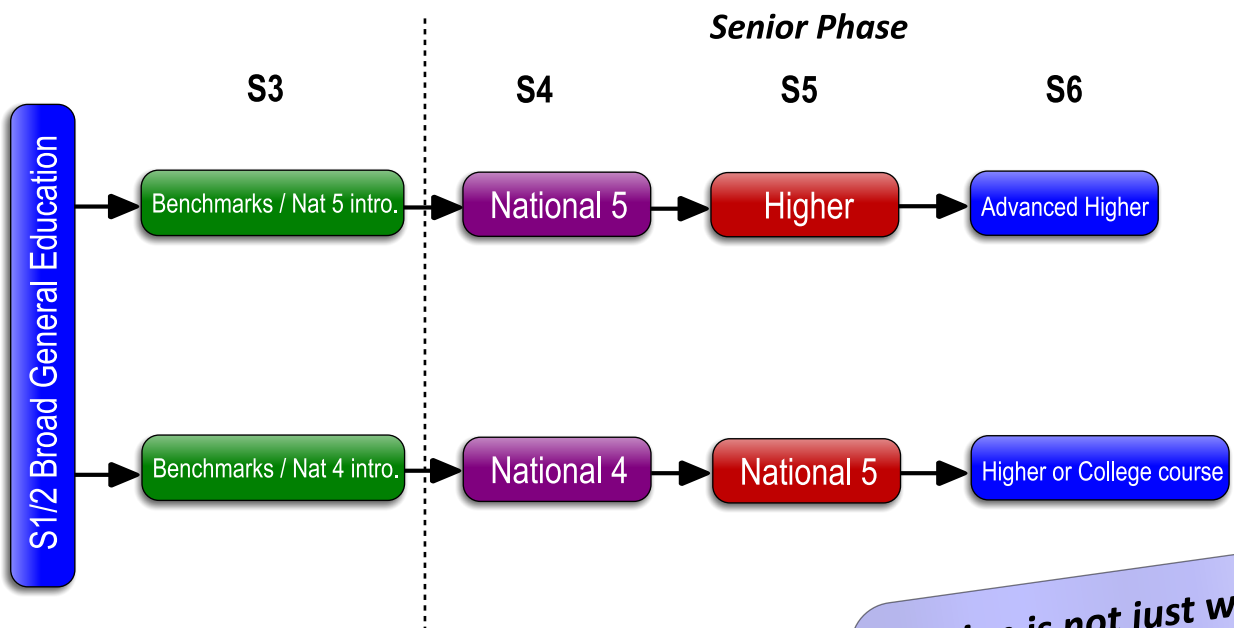 Senior Phase
S3
S4
S5
S6
S1/2 Broad General Education
Benchmarks / Nat 5 intro.
National 5
Higher
Advanced Higher
Benchmarks / Nat 4 intro.
National 4
National 5
Higher or College course
is not just